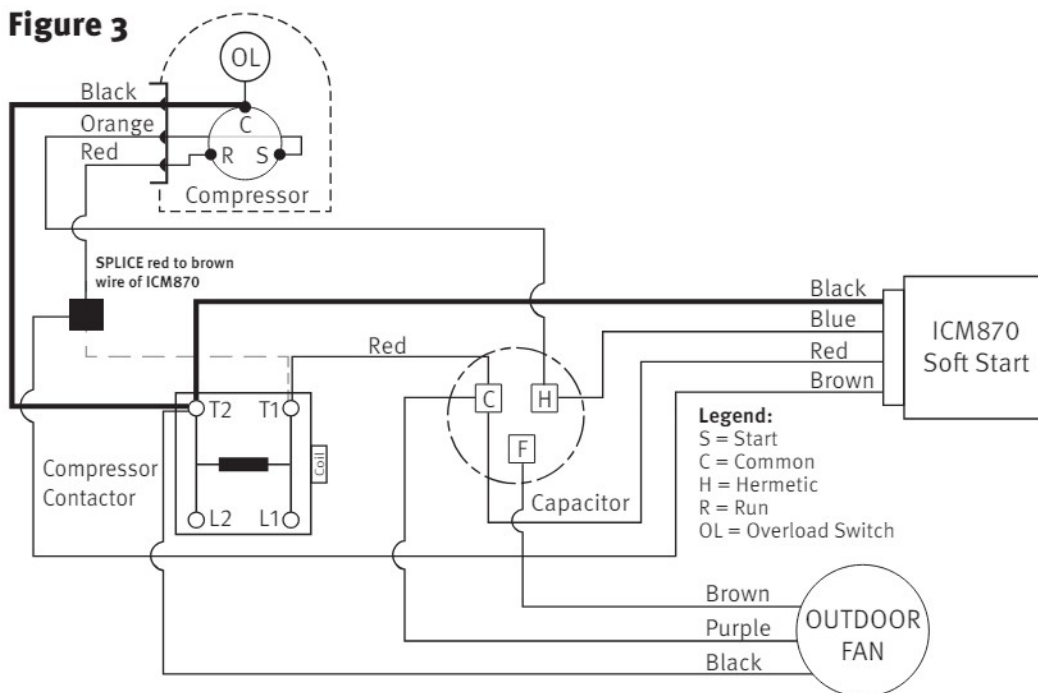 Figure 3
OL
Black
Orange
Red
C
R
S
Compressor
SPLICE red to brown
wire of ICM870
Black
Blue
Red
Brown
ICM870
Soft Start
Red
T2
T1
C
H
F
Coil
L2
L1
Compressor
Contactor
Capacitor
Legend:
S = Start
C = Common
H = Hermetic
R = Run
OL = Overload Switch
Brown
Purple
Black
OUTDOOR
FAN